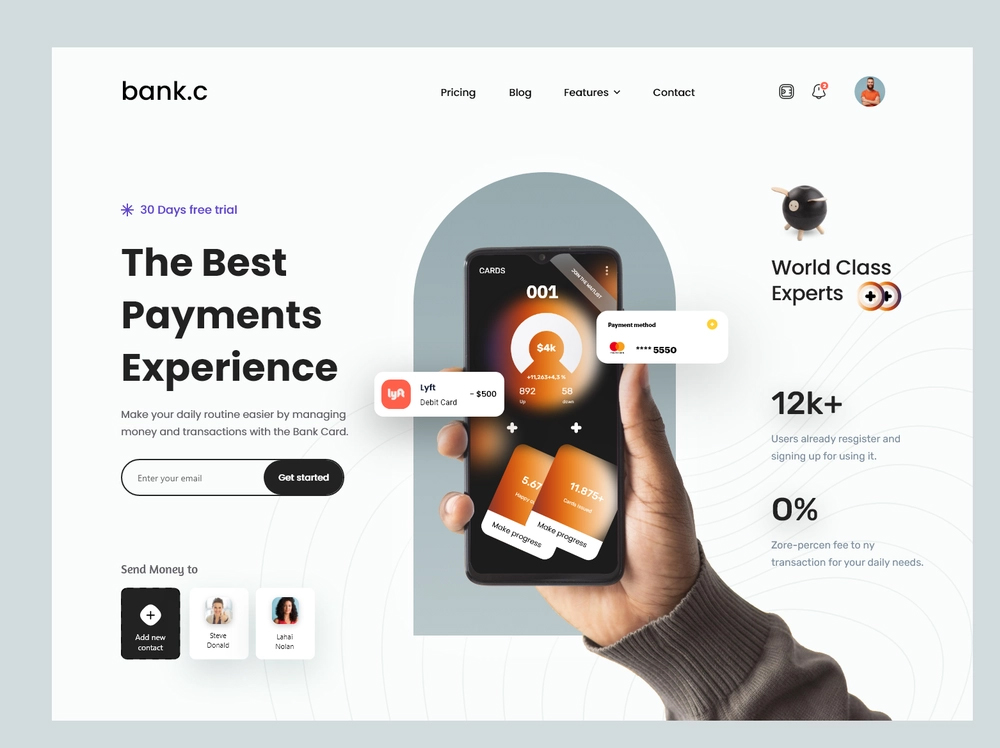 bank.c
Pricing
Blog
Features
Contact
2
30 Days free trial
The Best
Payments
Experience
Make your daily routine easier by managing
money and transactions with the Bank Card.
Enter your email
Get started
Send Money to
Add new
contact
Steve
Donald
Lanai
Nolan
CARDS
JOIN THE WAITLIST
001
$4k
+11,263+4.3 %
892
58
Up
down
Payment method
**** 5550
lyft
Lyft
Debit Card
- $500
5.67
Happy
Make progress
11.875+
Cards Issued
Make progress
World Class
Experts
12k+
Users already resgister and
signing up for using it.
0%
Zore-percen fee to ny
transaction for your daily needs.